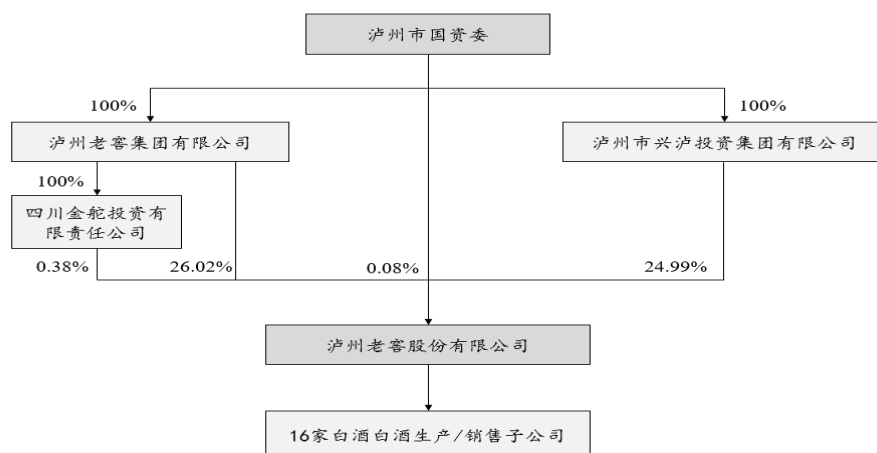 泸州市国资委
100%
100%
泸州老窖集团有限公司
泸州市兴泸投资集团有限公司
100%
四川金舵投资有
限责任公司
0.38%
26.02%
0.08%
24.99%
泸州老窖股份有限公司
16家白酒白酒生产/销售子公司